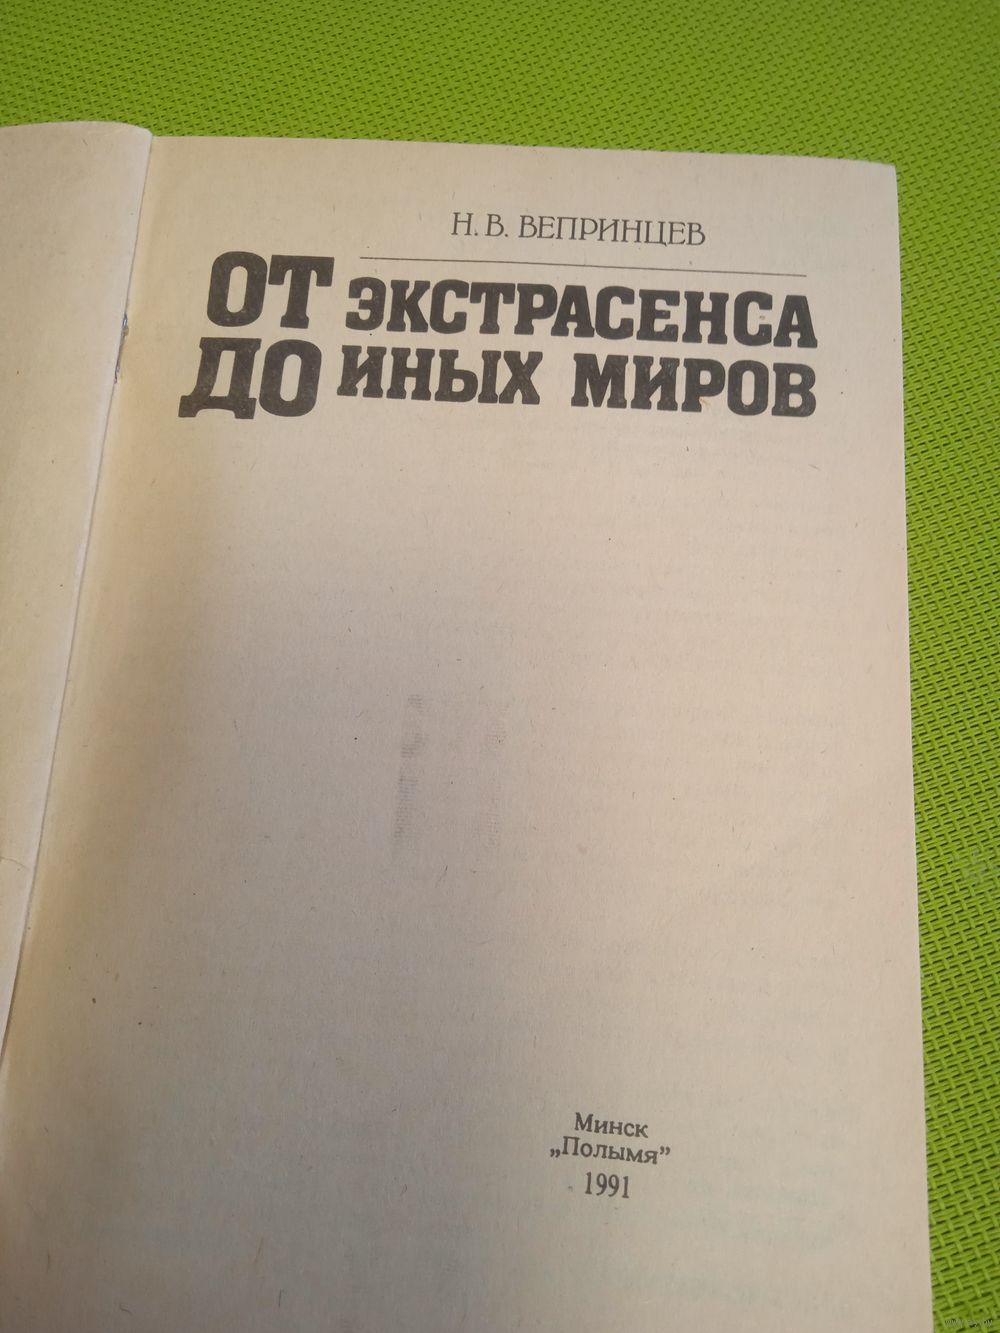 Н. В. ВЕПРИНЦЕВ
ОТ ЭКСТРАСЕНСА
ДО ИНЫХ МИРОВ
Минск
„Полымя”
1991